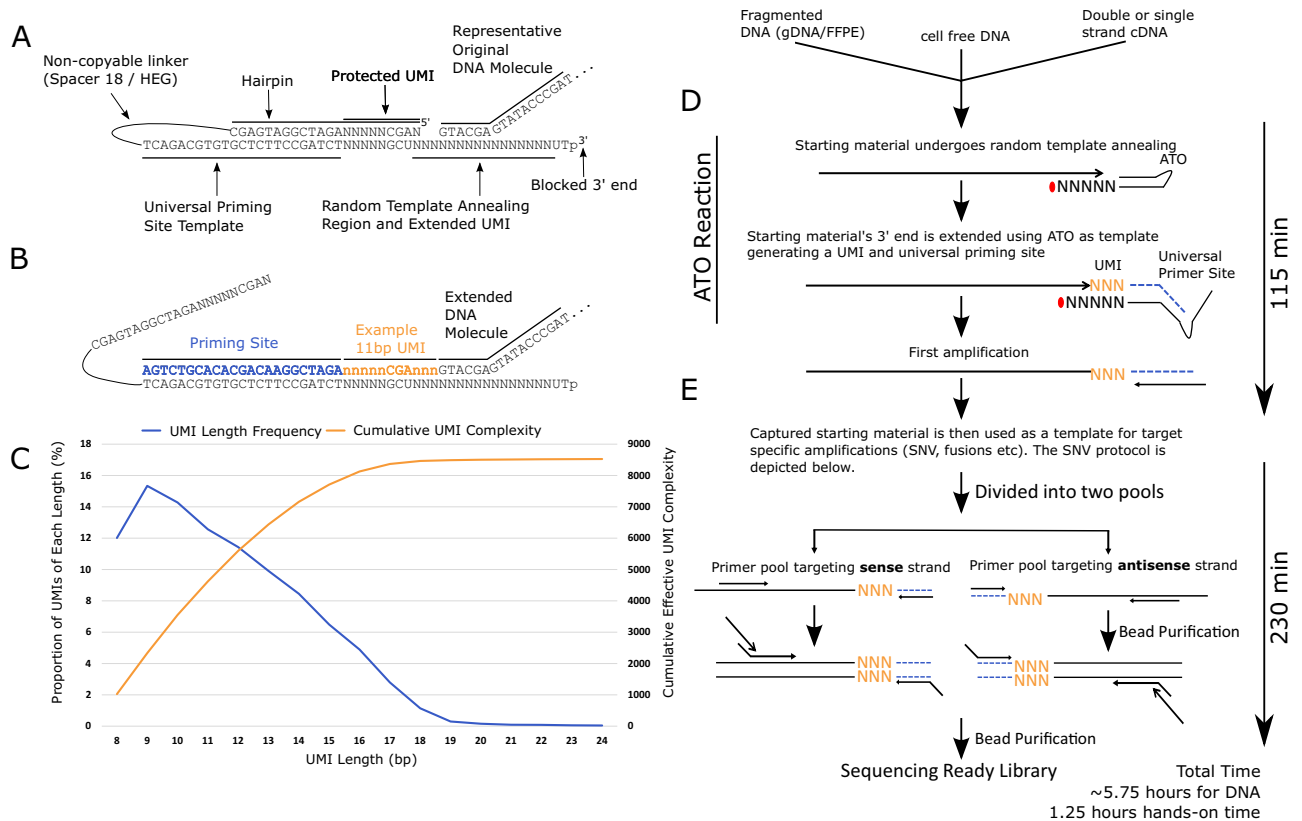 A
Non-copyable linker
(Spacer 18 / HEG)
Hairpin
Protected UMI
Representative
Original
DNA Molecule
CGAGTAGGCTAGANNNNNCGAN
5'
GTACGA
GTATACCCGAT...
TCAGACGTGTGCTCTTCCGATCTNNNNNGCUNNNNNNNNNNNNNNNNUTp
3'
Blocked 3' end
Universal Priming
Site Template
Random Template Annealing
Region and Extended UMI
B
CGAGTAGGCTAGANNNNNCGAN
Priming Site
Example
11bp UMI
Extended
DNA
Molecule
GTATACCCGAT...
AGTCTGCACACGACAAGGCTAGAnnnnnCGAnnnGTACGA
TCAGACGTGTGCTCTTCCGATCTNNNNNGCUNNNNNNNNNNNNNNNNUTp
C
UMI Length Frequency
Cumulative UMI Complexity
Proportion of UMIs of Each Length (%)
18
16
14
12
10
8
6
4
2
0
9000
8000
7000
6000
5000
4000
3000
2000
1000
0
Cumulative Effective UMI Complexity
8 9 10 11 12 13 14 15 16 17 18 19 20 21 22 23 24
UMI Length (bp)
Fragmented
DNA (gDNA/FFPE)
cell free DNA
Double or single
strand cDNA
D
ATO Reaction
Starting material undergoes random template annealing
ATO
NNNNN
Starting material's 3' end is extended using ATO as template
generating a UMI and universal priming site
UMI
Universal
Primer Site
NNN
NNNNN
First amplification
NNN
115 min
E
Captured starting material is then used as a template for target
specific amplifications (SNV, fusions etc). The SNV protocol is
depicted below.
Divided into two pools
Primer pool targeting sense strand
Primer pool targeting antisense strand
NNN
NNN
Bead Purification
NNN
NNN
NNN
NNN
Bead Purification
Sequencing Ready Library
230 min
Total Time
~5.75 hours for DNA
1.25 hours hands-on time